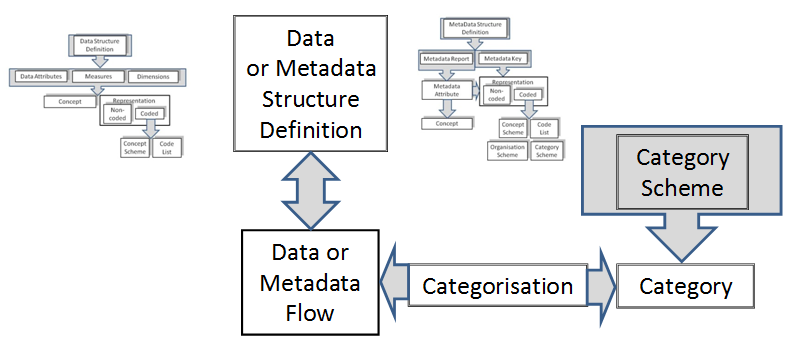 Data Structure
Definition
Data Attributes
Measures
Dimensions
Concept
Representation
Non-
coded
Coded
Concept
Scheme
Code
List
Data
or Metadata
Structure
Definition
MetaData Structure
Definition
Metadata Report
Metadata Key
Metadata
Attribute
Representation
Non-
coded
Coded
Concept
Concept
Scheme
Code
List
Organisation
Scheme
Category
Scheme
Category
Scheme
Data or
Metadata
Flow
Categorisation
Category